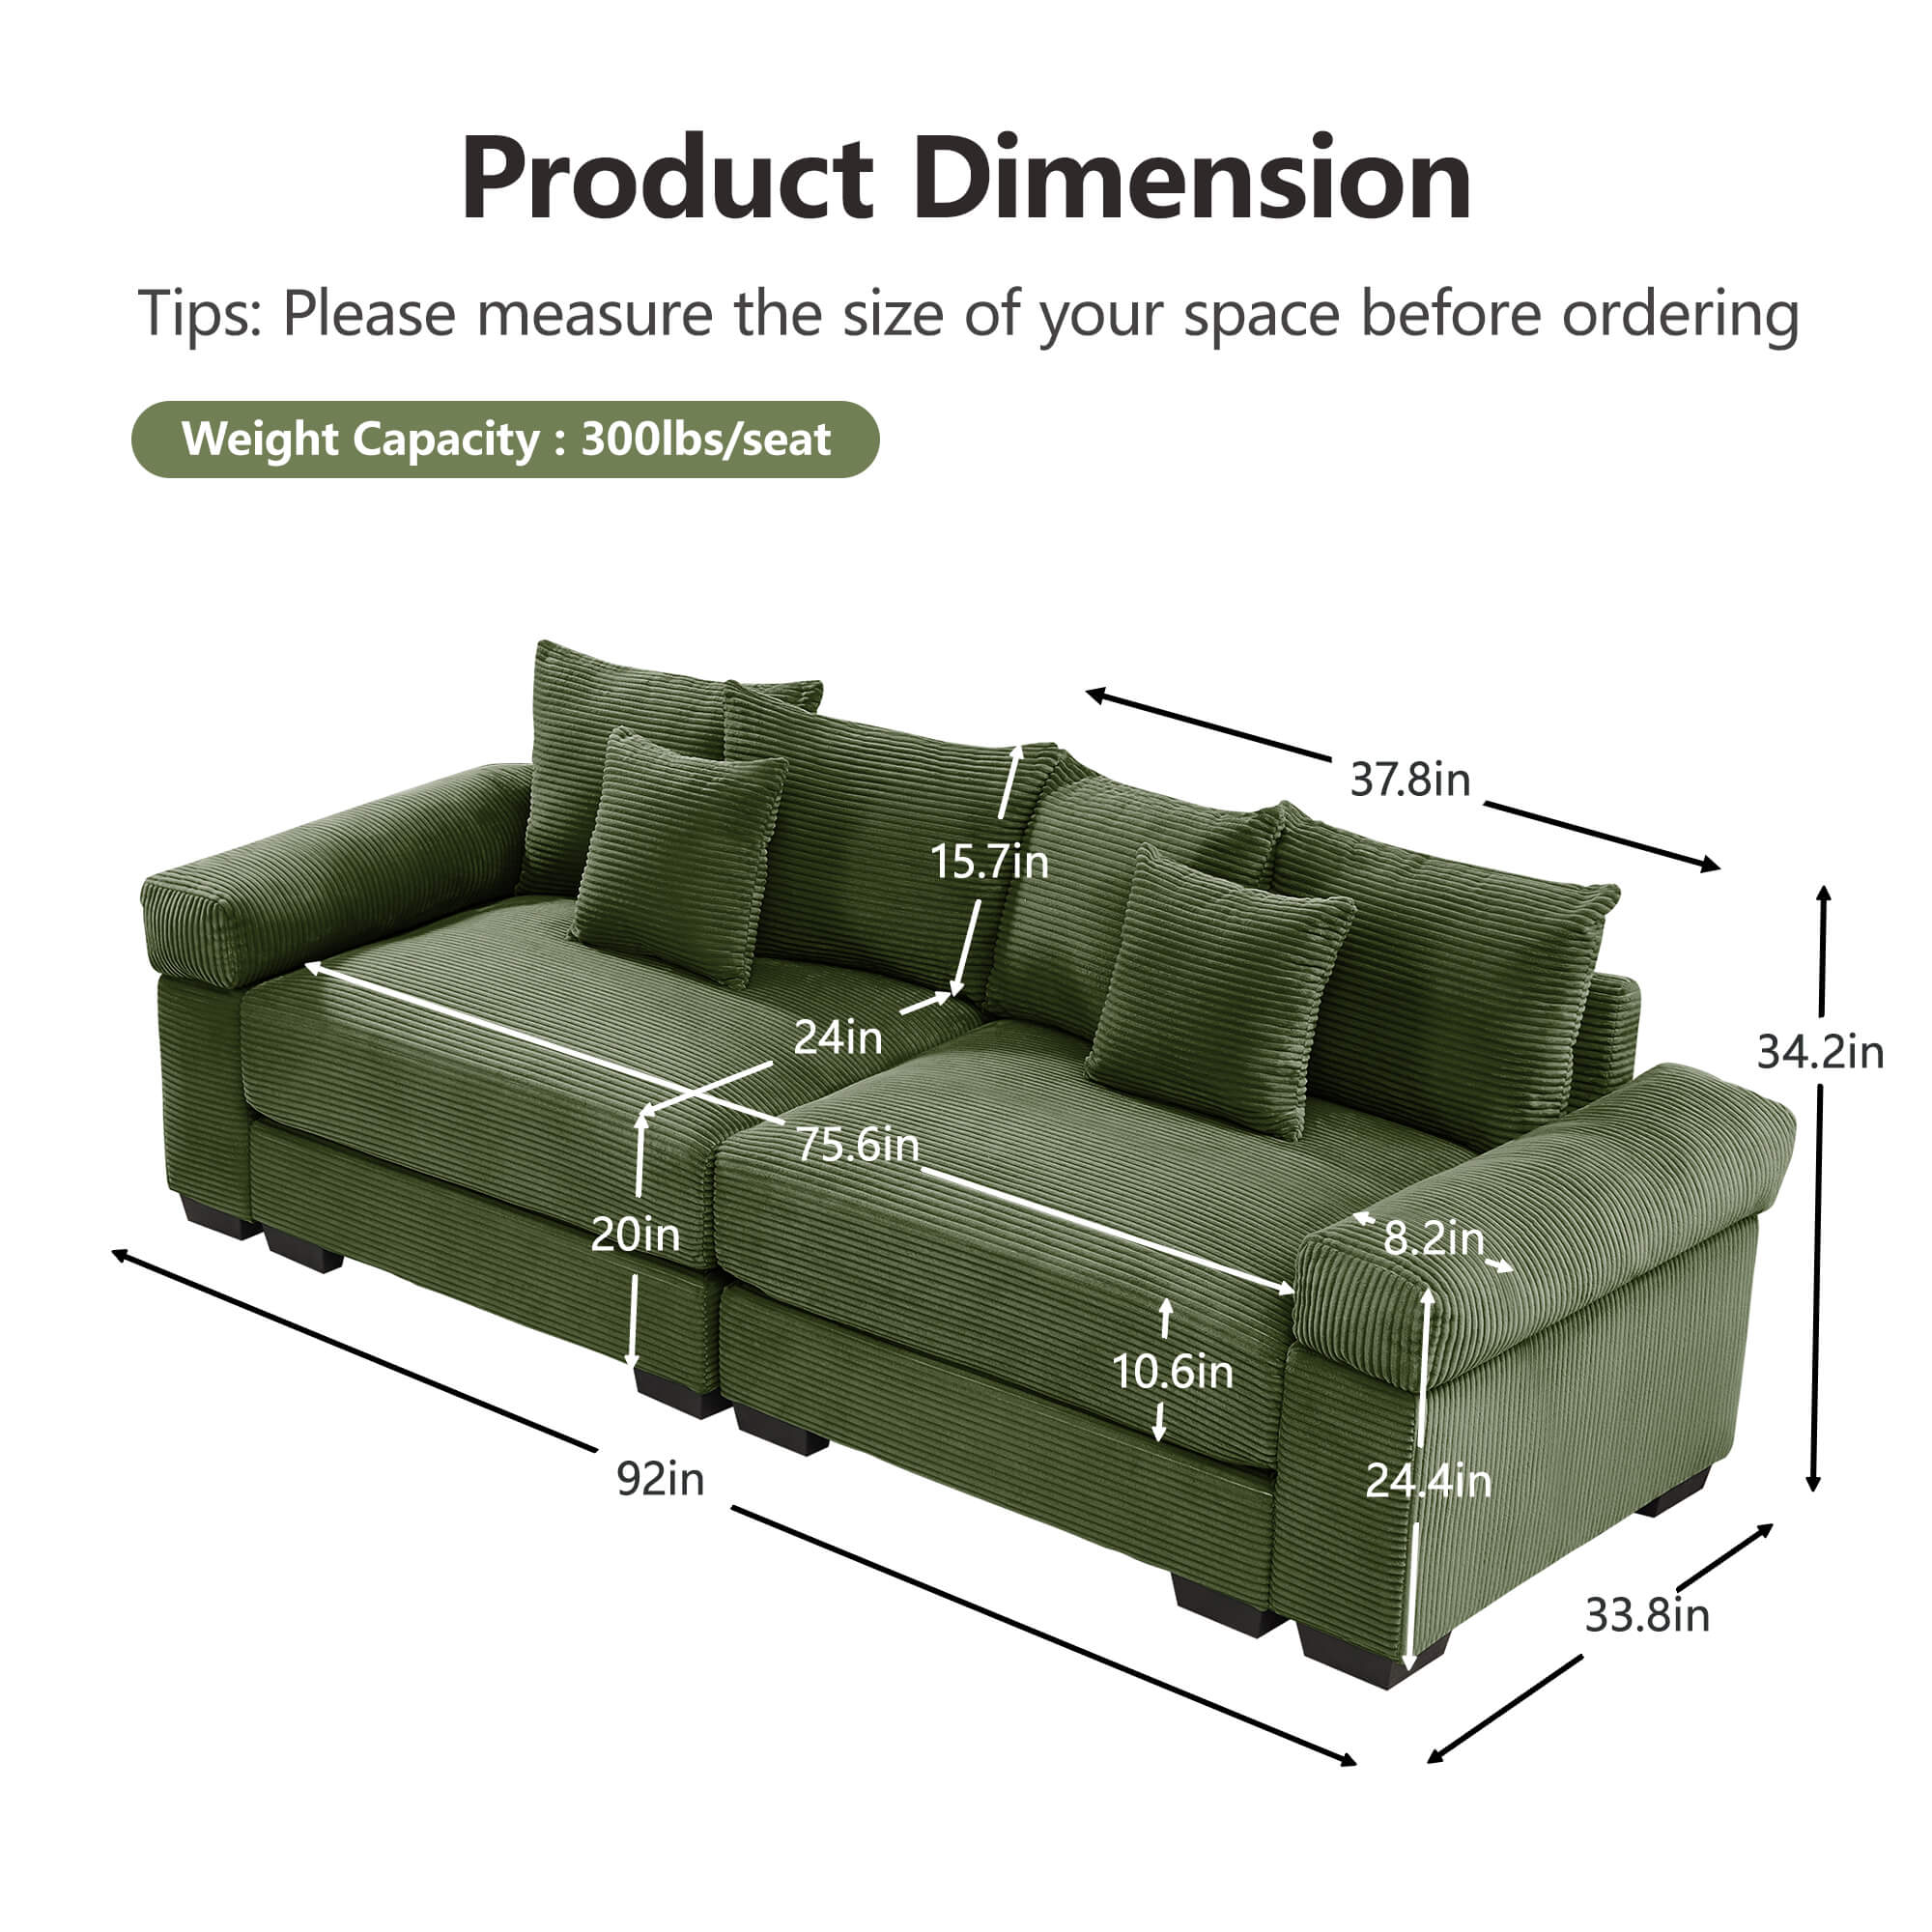 Product Dimension
Tips: Please measure the size of your space before ordering
Weight Capacity : 300lbs/seat
37.8in
15.7in
34.2in
24in
75.6in
20in
8.2in
10.6in
92in
24.4in
33.8in